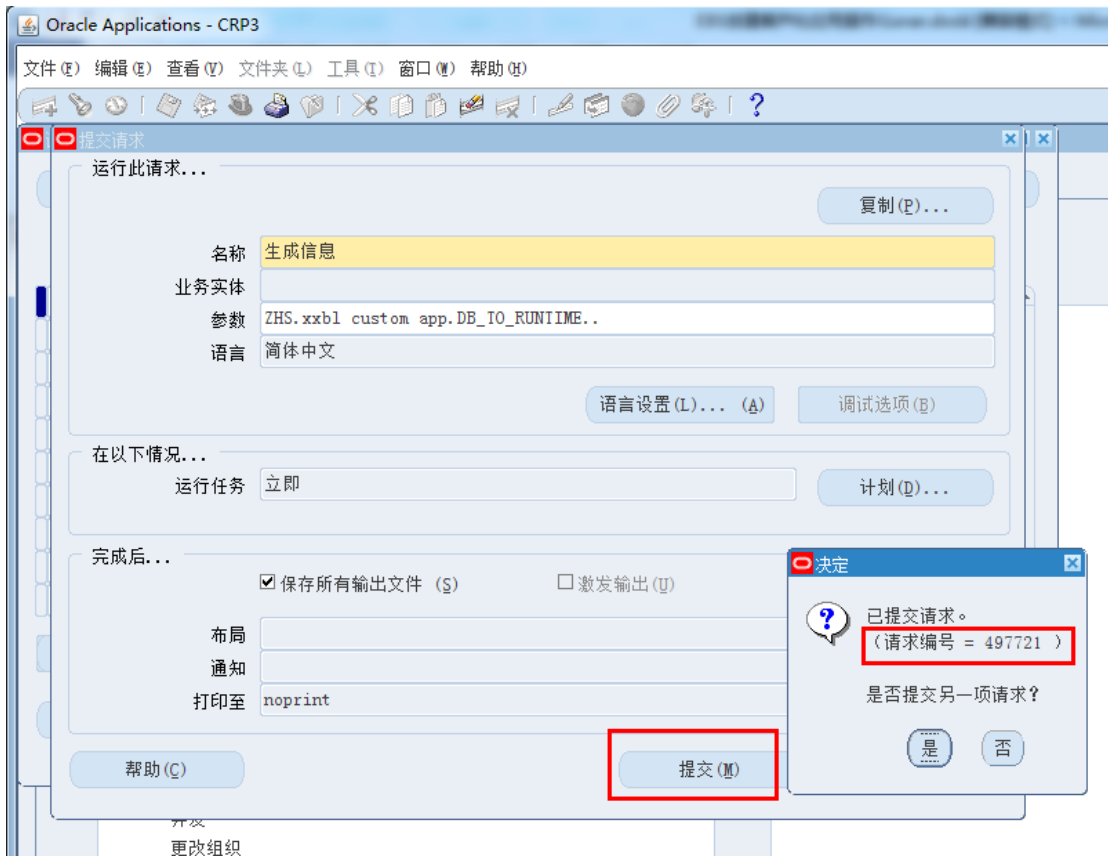 Oracle Applications - CRP3
文件(F) 编辑(E) 查看(V) 文件夹(L) 工具(T) 窗口(W) 帮助(H)
提交请求
运行此请求...
复制(P)...
名称 生成信息
业务实体
参数 ZHS.xxbl custom app.DB_TO_RUNTIME..
语言 简体中文
语言设置(L)... (A) 调试选项(B)
在以下情况...
运行任务 立即
计划(D)...
完成后...
保存所有输出文件 (S) 激发输出(U)
布局
通知
打印至 noprint
帮助(C) 提交(M)
决定
已提交请求。
(请求编号 = 497721 )
是否提交另一项请求?
是 否
更改组织